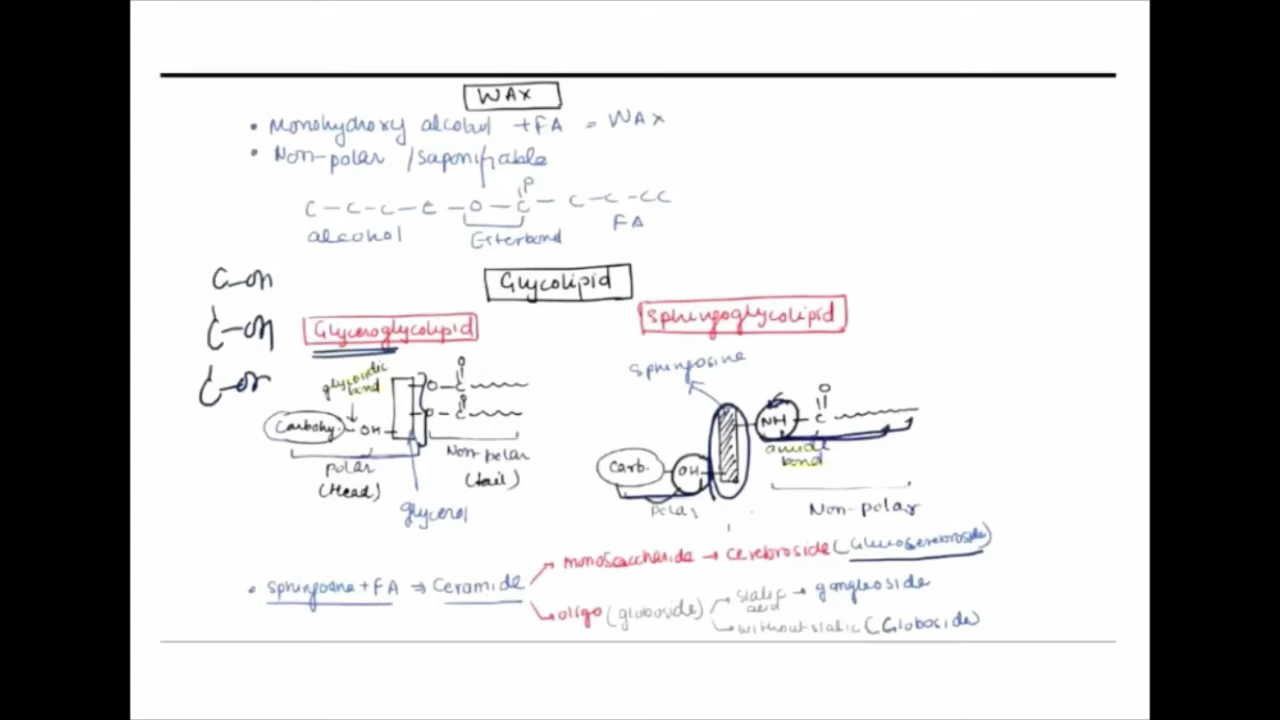 WAX
• Monohydroxy alcohol + FA = WAX
• Non-polar / Saponifiable
C – C – C – C – O – C – C – C – C C
alcohol Esterbond FA
Glycolipid
C–OH
C–OH
C–OH
Glyceroglycolipid
glycosidic bond
O
O – C
O – C
Carbohy. – OH
polar
(Head)
Non-polar
(tail)
glycerol
Sphingoglycolipid
Sphingosine
O
NH – C
amide
bond
Carb. OH
Polar
Non-polar
• Sphingosine + FA ⇒ Ceramide
monosaccharide → cerebroside (Glucoserebroside)
oligo (globoside)
sialic acid → gangleoside
without sialic (Globoside)